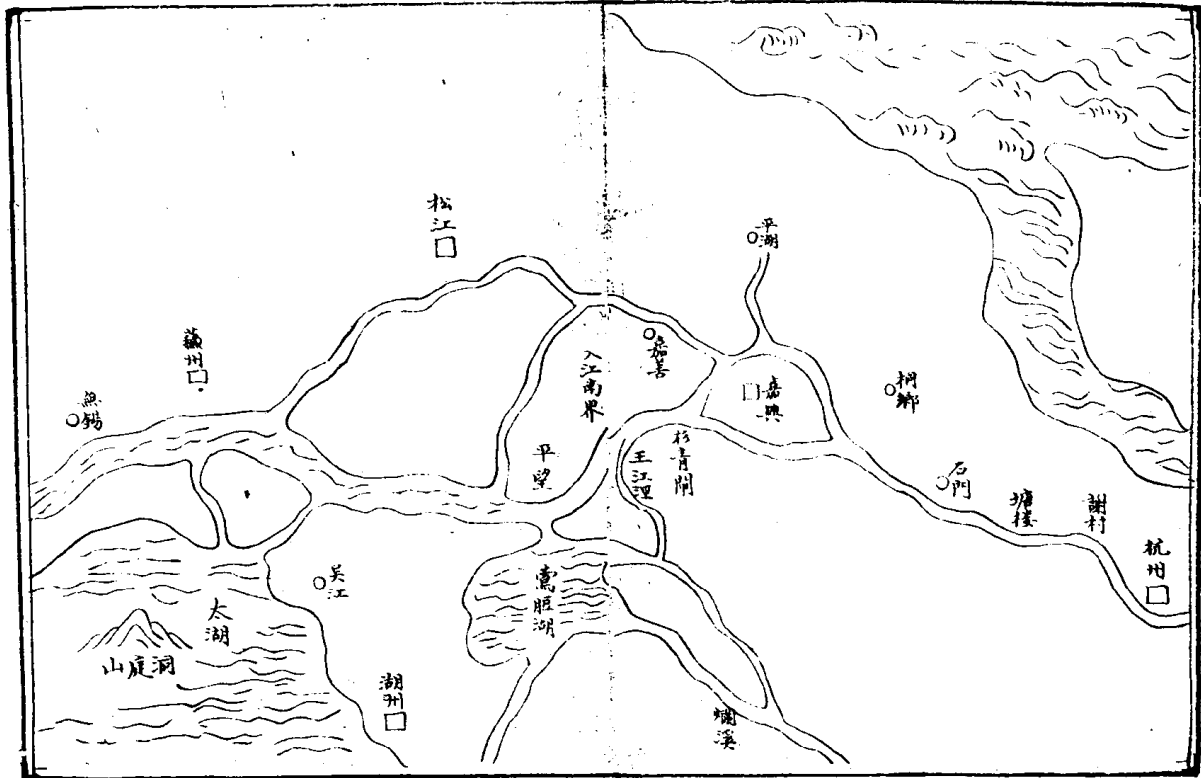 杭州
謝村
塘棲
石門
桐鄉
平湖
嘉興
杉青閘
王江涇
嘉善
入江南界
平望
鶯脰湖
爛溪
松江
湖州
吳江
蘇州
太湖
山庭洞
無錫